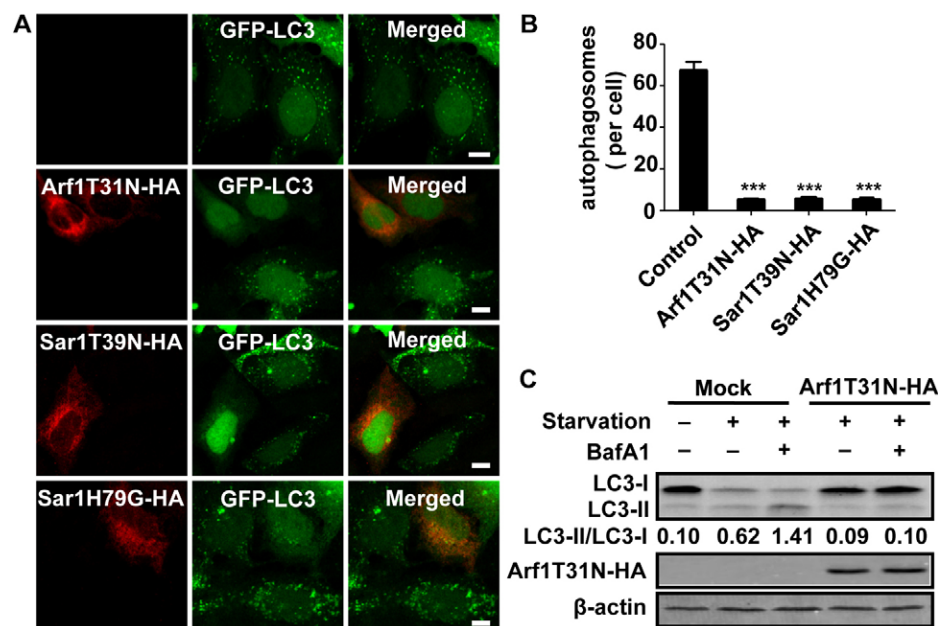 A
GFP-LC3 Merged
Arf1T31N-HA GFP-LC3 Merged
Sar1T39N-HA GFP-LC3 Merged
Sar1H79G-HA GFP-LC3 Merged
B
autophagosomes
( per cell)
80
60
40
20
0
*** *** ***
Control
Arf1T31N-HA
Sar1T39N-HA
Sar1H79G-HA
C
Mock Arf1T31N-HA
Starvation – + + + +
BafA1 – – + – +
LC3-I
LC3-II
LC3-II/LC3-I 0.10 0.62 1.41 0.09 0.10
Arf1T31N-HA
β-actin